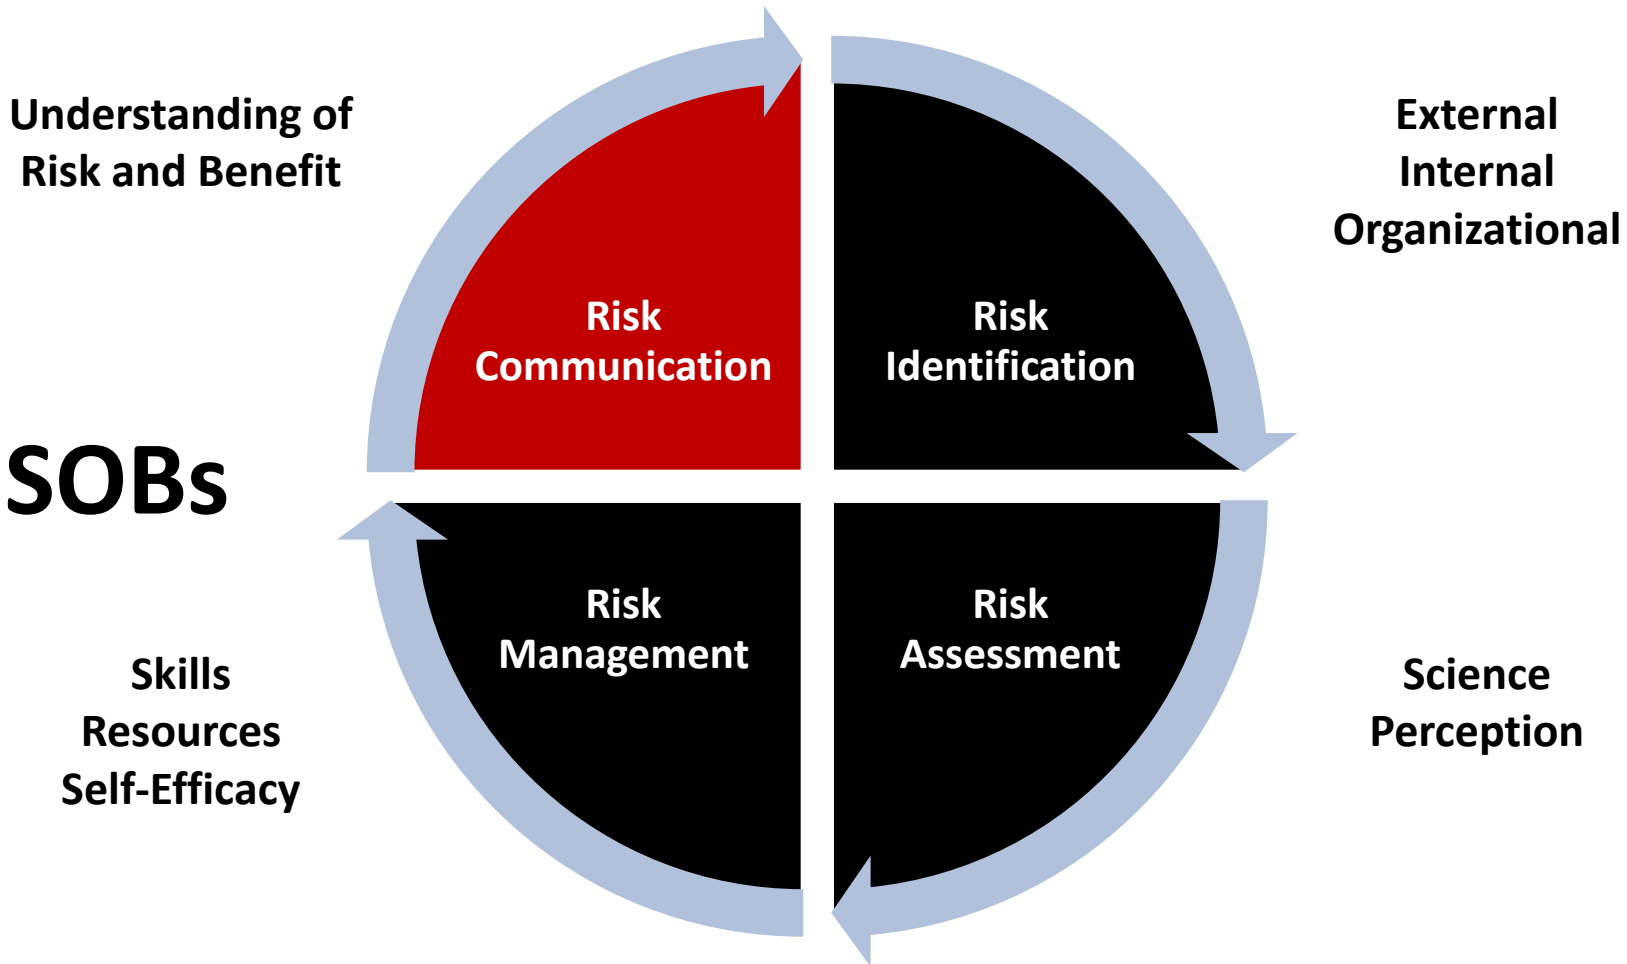 Understanding of
Risk and Benefit
External
Internal
Organizational
Risk
Communication
Risk
Identification
SOBs
Risk
Management
Risk
Assessment
Skills
Resources
Self-Efficacy
Science
Perception